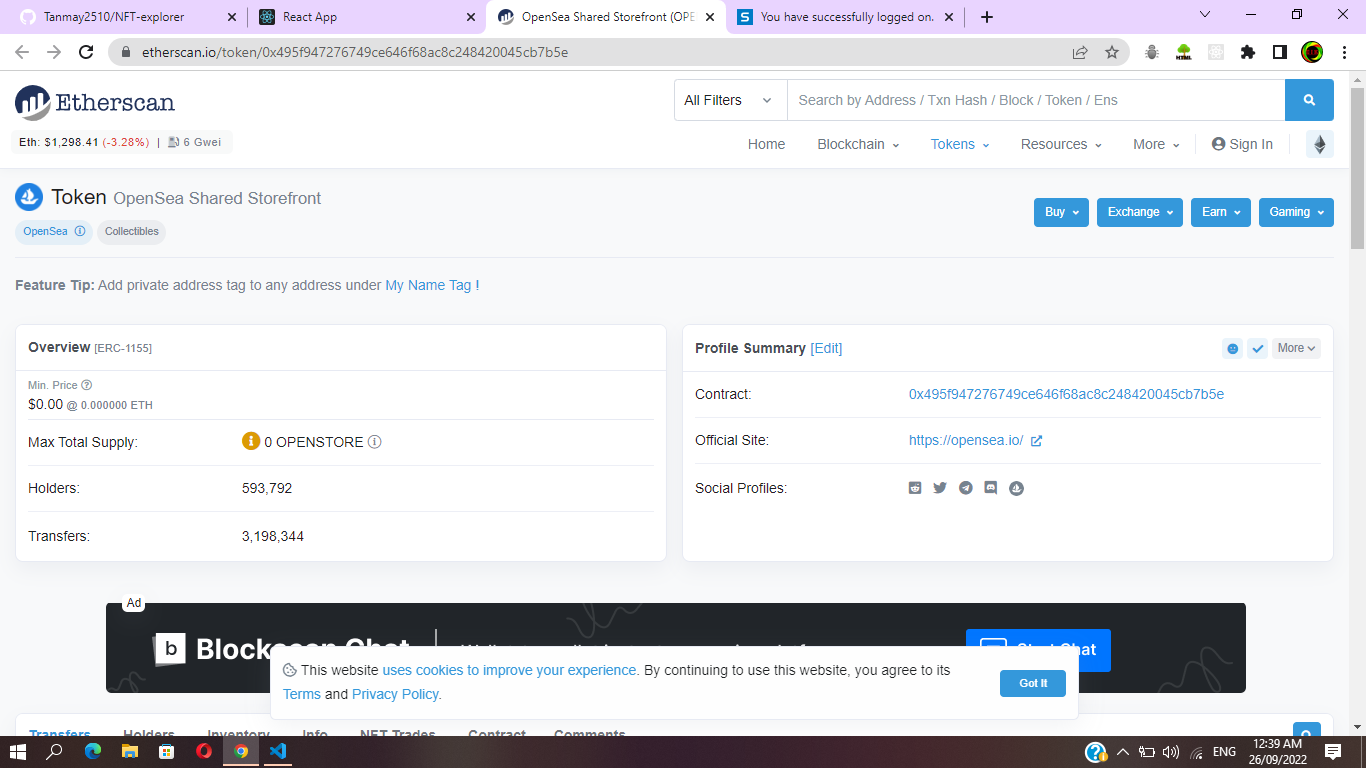 Tanmay2510/NFT-explorer
React App
OpenSea Shared Storefront (OPE
You have successfully logged on.
etherscan.io/token/0x495f947276749ce646f68ac8c248420045cb7b5e
Etherscan
All Filters
Search by Address / Txn Hash / Block / Token / Ens
Eth: $1,298.41 (-3.28%) | 6 Gwei
Home Blockchain Tokens Resources More Sign In
Token OpenSea Shared Storefront
Buy Exchange Earn Gaming
OpenSea Collectibles
Feature Tip: Add private address tag to any address under My Name Tag !
Overview [ERC-1155]
Min. Price
$0.00 @ 0.000000 ETH
Max Total Supply: 0 OPENSTORE
Holders: 593,792
Transfers: 3,198,344
Profile Summary [Edit]
More
Contract: 0x495f947276749ce646f68ac8c248420045cb7b5e
Official Site: https://opensea.io/
Social Profiles:
Ad
b Blockscan Chat
Start Chat
This website uses cookies to improve your experience. By continuing to use this website, you agree to its
Terms and Privacy Policy.
Got It
Transfers Holders Inventory Info NFT Trades Contract Comments
ENG
12:39 AM
26/09/2022